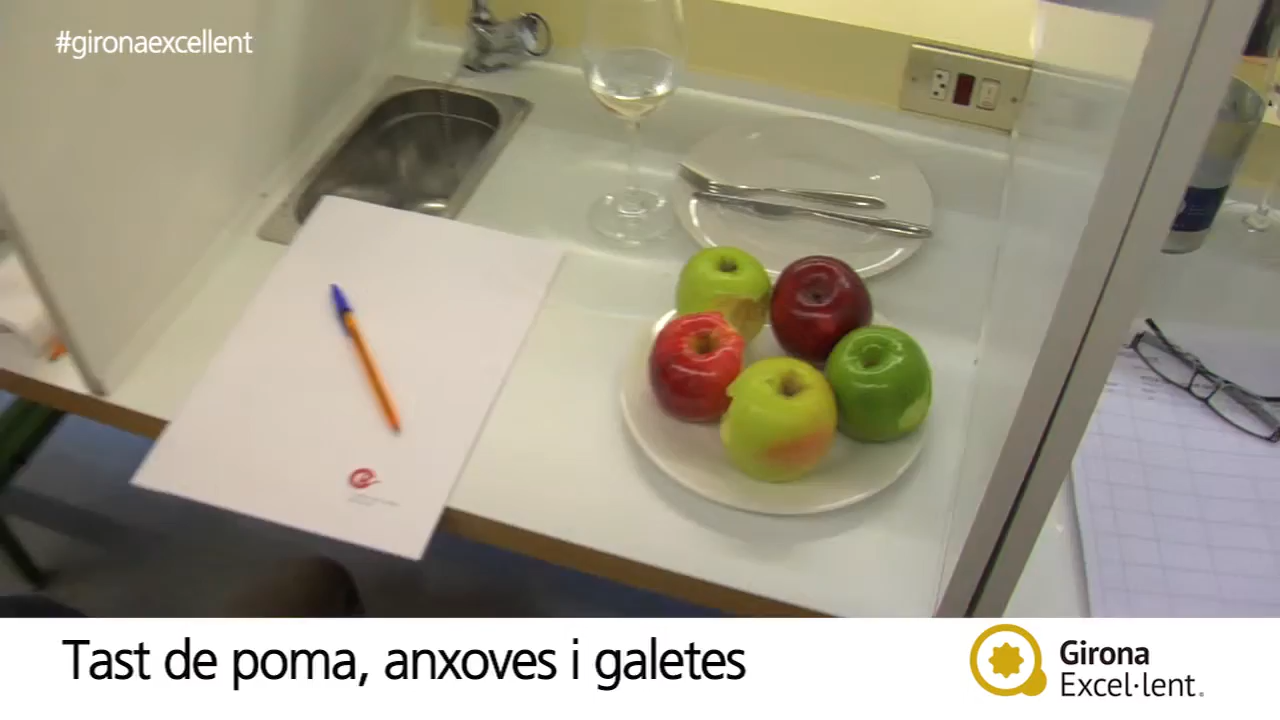 #gironaexcellent
Tast de poma, anxoves i galetes
Girona
Excel·lent